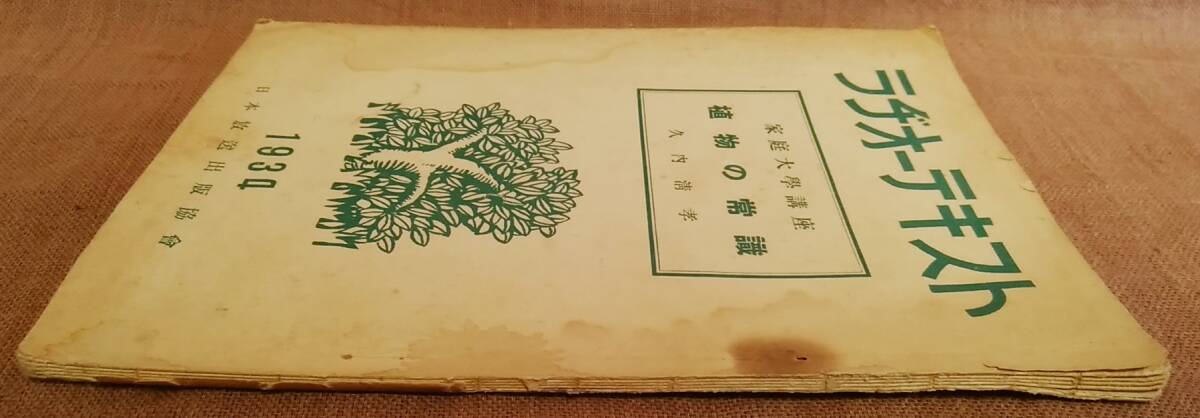 ラヂオ・テキスト
家庭大學講座
植物の常識
久内清孝
1934
日本放送出版協會